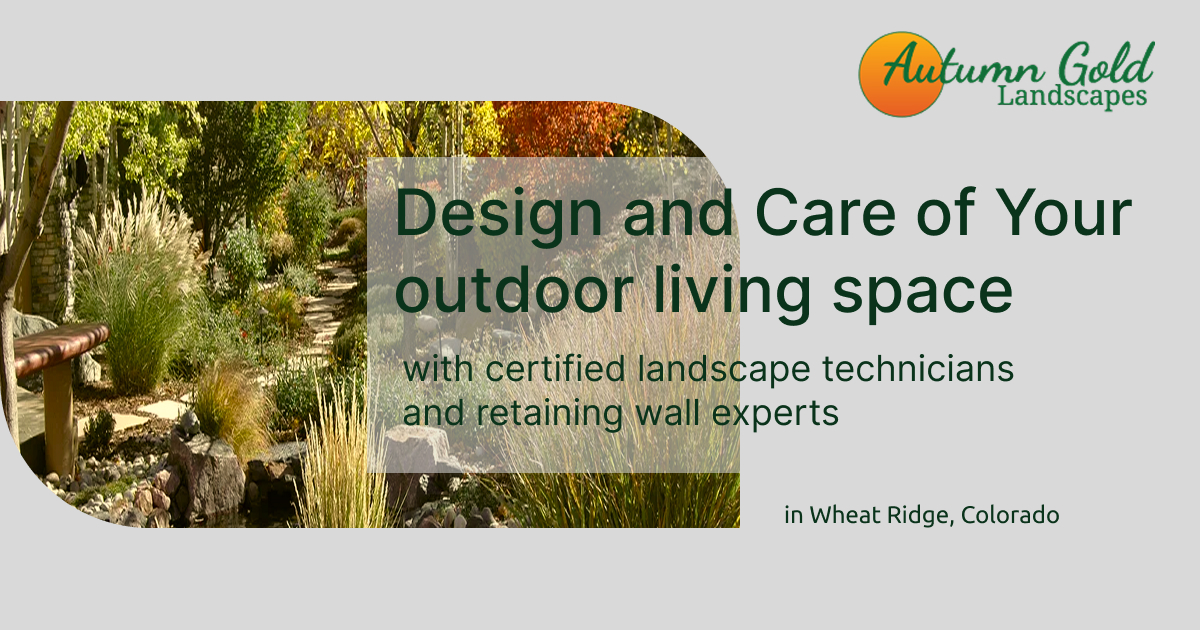 Autumn Gold
Landscapes
Design and Care of Your
outdoor living space
with certified landscape technicians
and retaining wall experts
in Wheat Ridge, Colorado